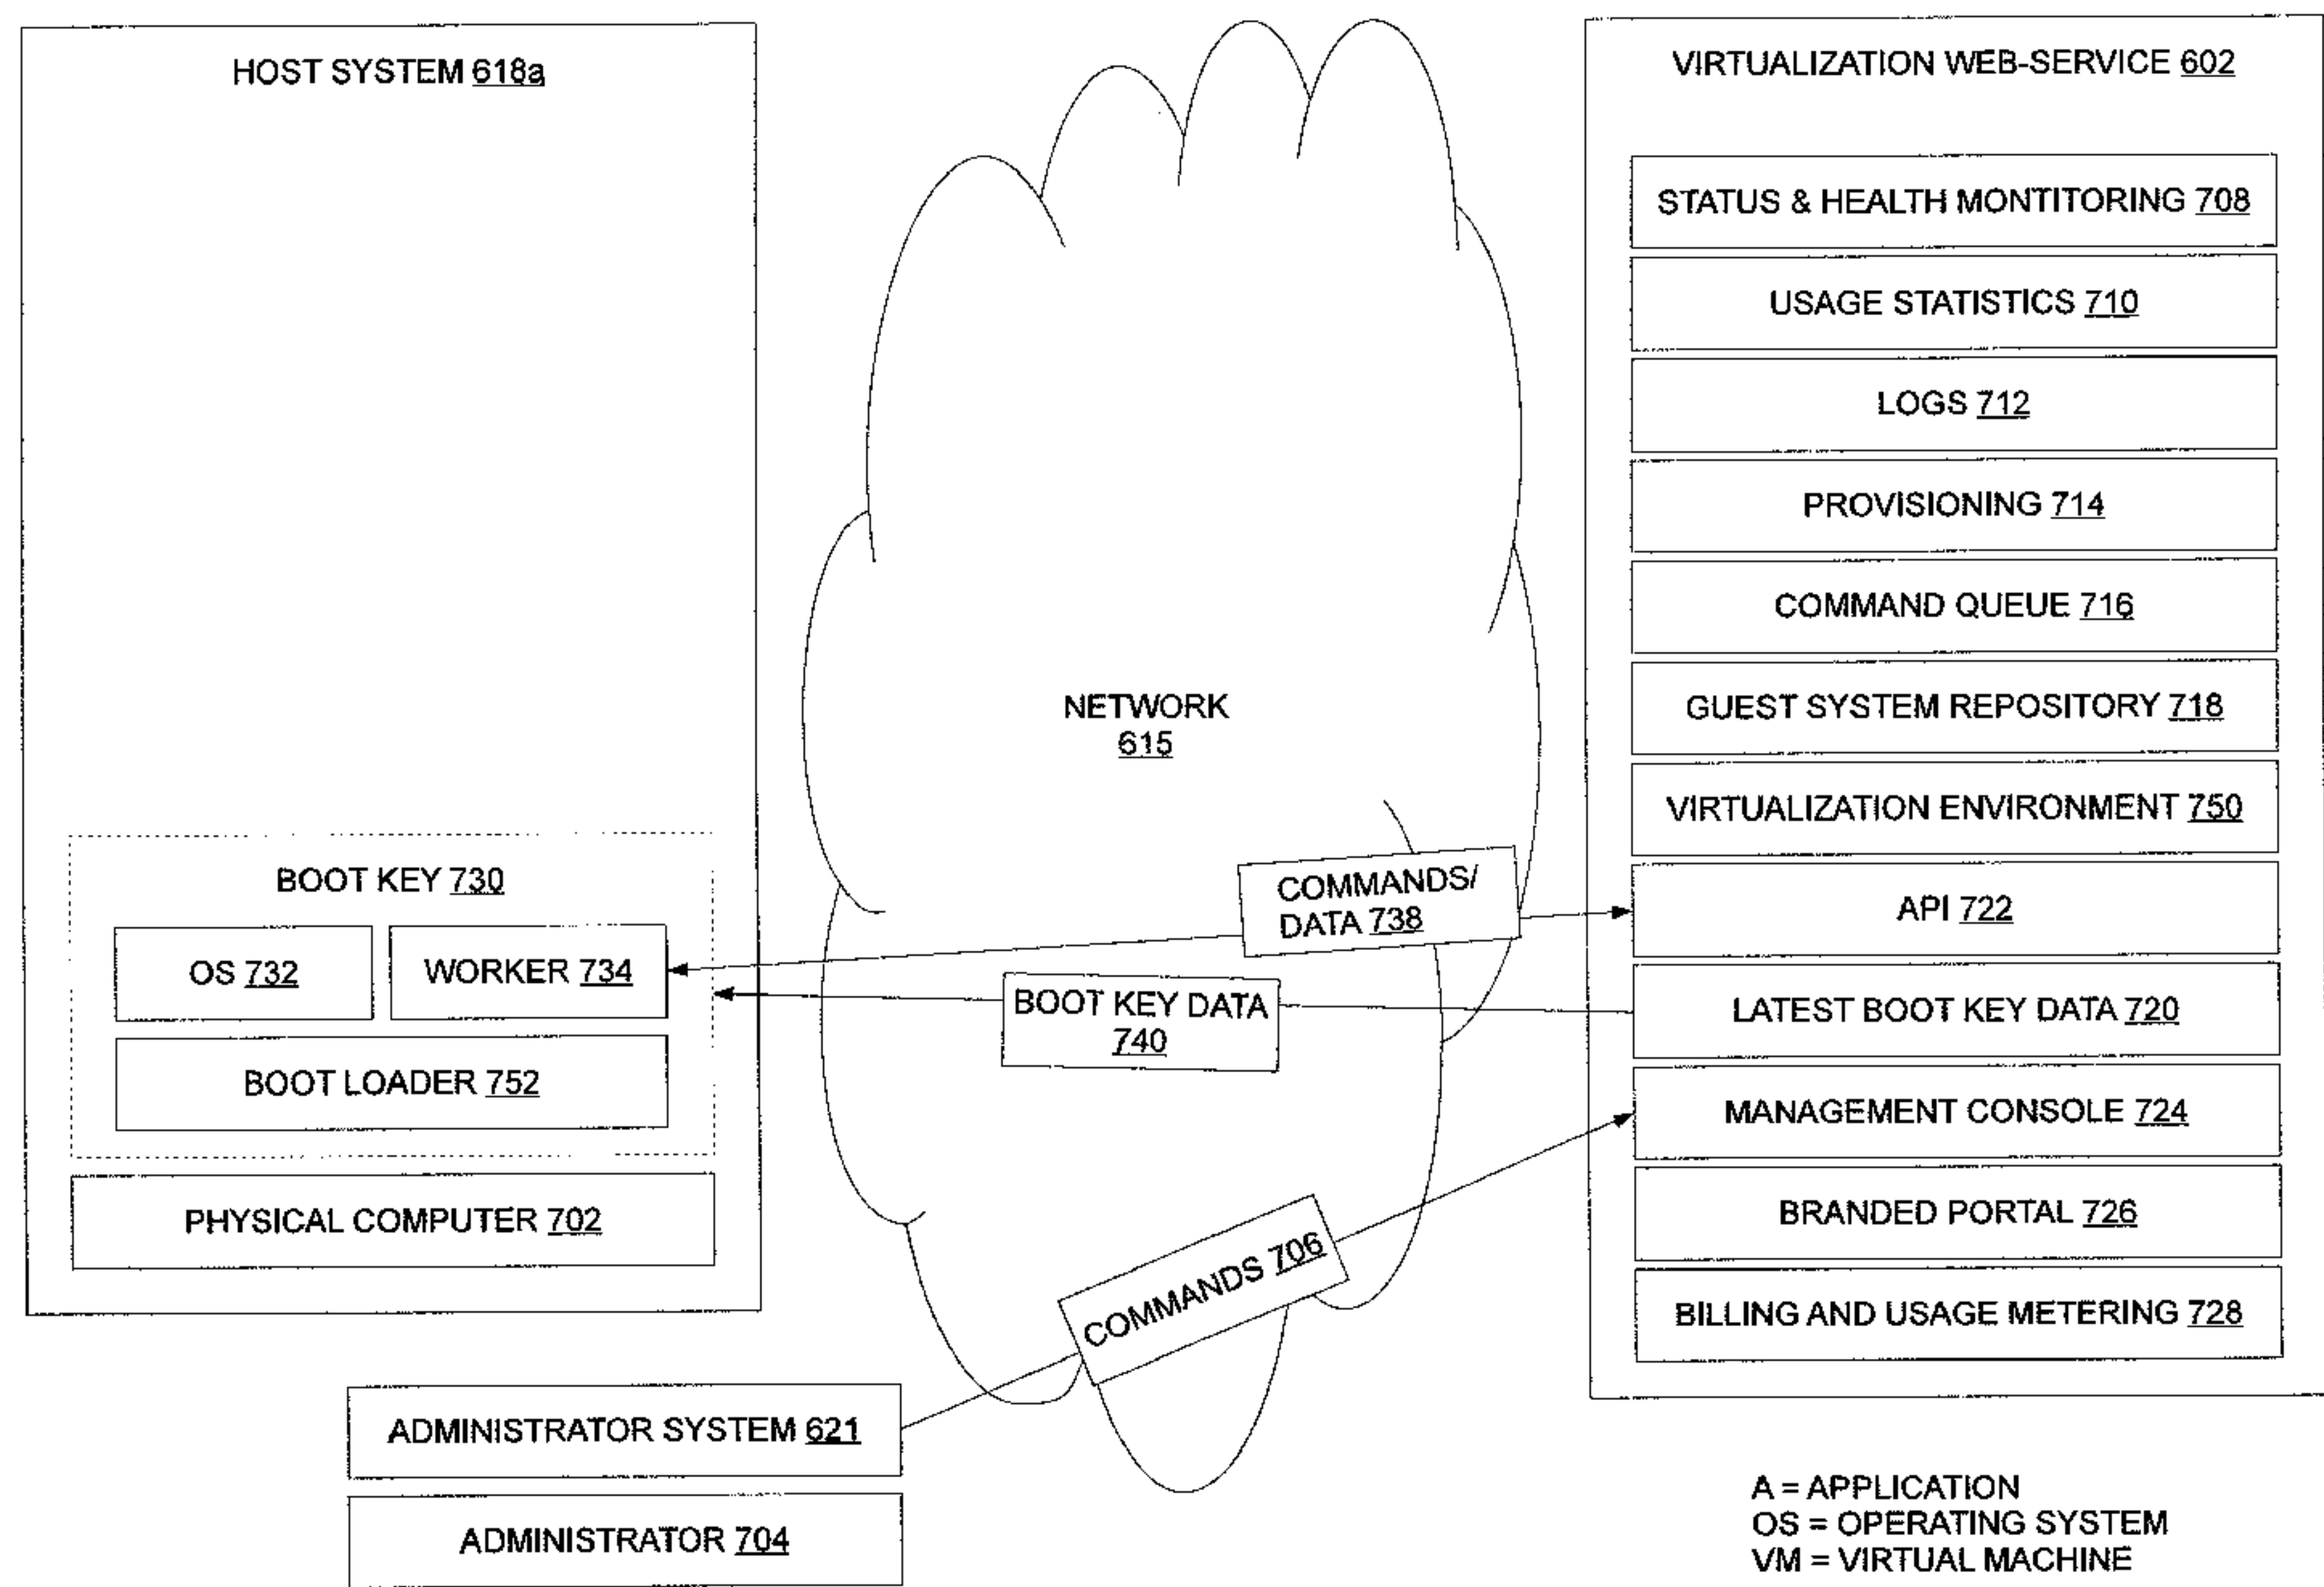 HOST SYSTEM 618a
BOOT KEY 730
OS 732
WORKER 734
BOOT LOADER 752
PHYSICAL COMPUTER 702
NETWORK
615
COMMANDS/
DATA 738
BOOT KEY DATA
740
COMMANDS 706
ADMINISTRATOR SYSTEM 621
ADMINISTRATOR 704
VIRTUALIZATION WEB-SERVICE 602
STATUS & HEALTH MONTITORING 708
USAGE STATISTICS 710
LOGS 712
PROVISIONING 714
COMMAND QUEUE 716
GUEST SYSTEM REPOSITORY 718
VIRTUALIZATION ENVIRONMENT 750
API 722
LATEST BOOT KEY DATA 720
MANAGEMENT CONSOLE 724
BRANDED PORTAL 726
BILLING AND USAGE METERING 728
A = APPLICATION
OS = OPERATING SYSTEM
VM = VIRTUAL MACHINE